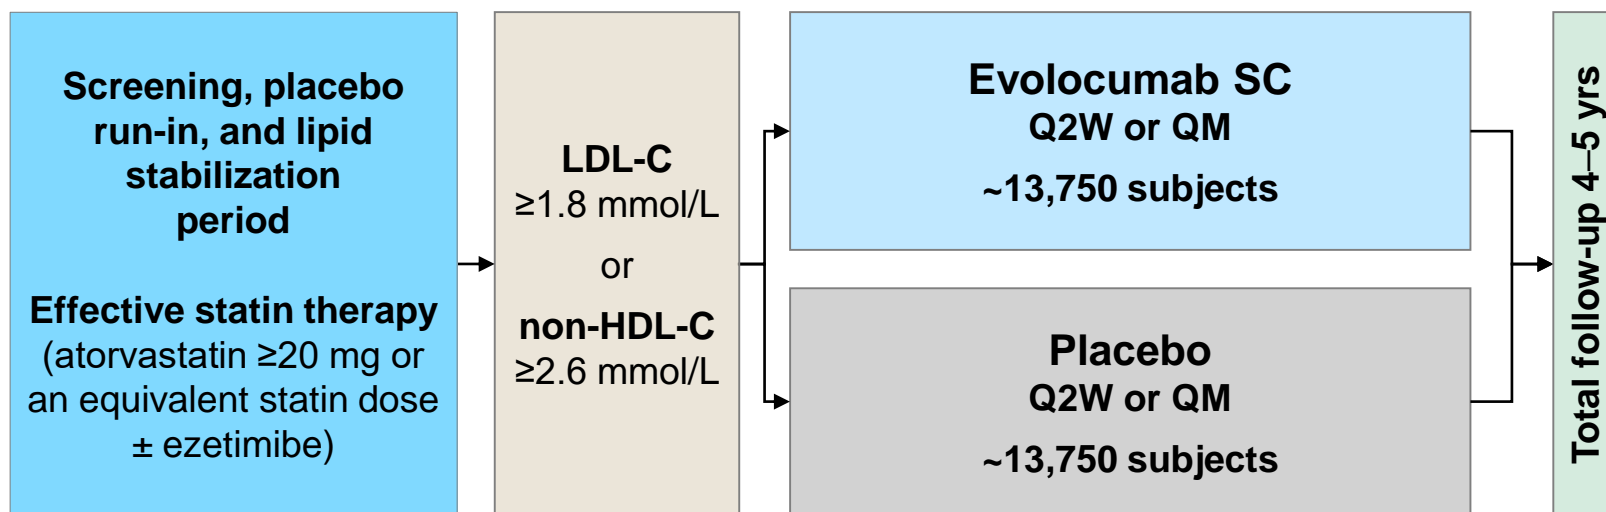 Screening, placebo
run-in, and lipid
stabilization
period
Effective statin therapy
(atorvastatin ≥20 mg or
an equivalent statin dose
± ezetimibe)
LDL-C
≥1.8 mmol/L
or
non-HDL-C
≥2.6 mmol/L
Evolocumab SC
Q2W or QM
~13,750 subjects
Placebo
Q2W or QM
~13,750 subjects
Total follow-up 4–5 yrs